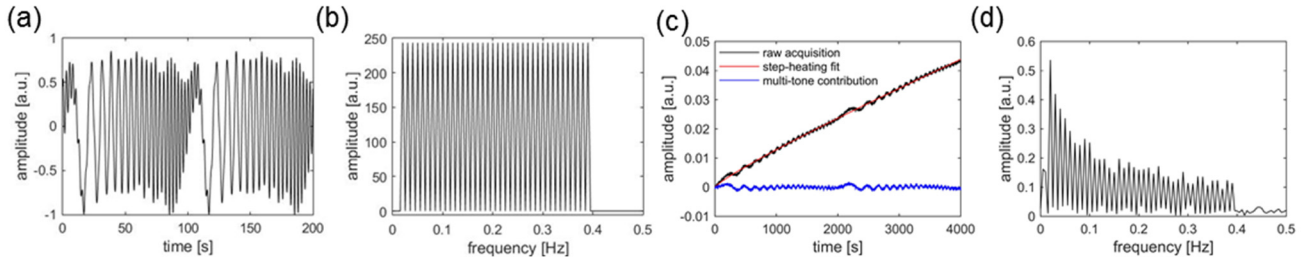 (a)
amplitude [a.u.]
1
0.5
0
-0.5
-1
0 50 100 150 200
time [s]
(b)
amplitude [a.u.]
250
200
150
100
50
0
0 0.1 0.2 0.3 0.4 0.5
frequency [Hz]
(c)
amplitude [a.u.]
0.05
0.04
0.03
0.02
0.01
0
-0.01
raw acquisition
step-heating fit
multi-tone contribution
0 1000 2000 3000 4000
time [s]
(d)
amplitude [a.u.]
0.6
0.5
0.4
0.3
0.2
0.1
0
0 0.1 0.2 0.3 0.4 0.5
frequency [Hz]